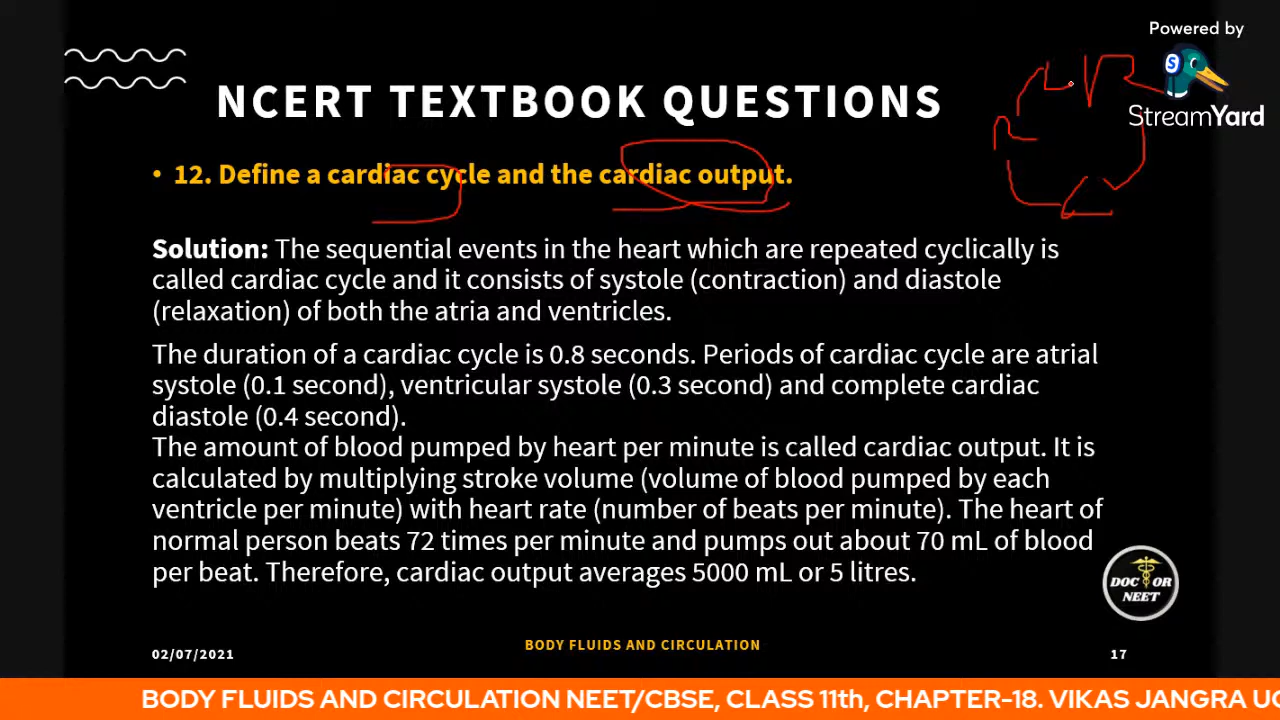 Powered by
StreamYard
NCERT TEXTBOOK QUESTIONS
• 12. Define a cardiac cycle and the cardiac output.
Solution: The sequential events in the heart which are repeated cyclically is
called cardiac cycle and it consists of systole (contraction) and diastole
(relaxation) of both the atria and ventricles.
The duration of a cardiac cycle is 0.8 seconds. Periods of cardiac cycle are atrial
systole (0.1 second), ventricular systole (0.3 second) and complete cardiac
diastole (0.4 second).
The amount of blood pumped by heart per minute is called cardiac output. It is
calculated by multiplying stroke volume (volume of blood pumped by each
ventricle per minute) with heart rate (number of beats per minute). The heart of
normal person beats 72 times per minute and pumps out about 70 mL of blood
per beat. Therefore, cardiac output averages 5000 mL or 5 litres.
DOCTOR
NEET
02/07/2021
BODY FLUIDS AND CIRCULATION
17
BODY FLUIDS AND CIRCULATION NEET/CBSE, CLASS 11th, CHAPTER-18. VIKAS JANGRA